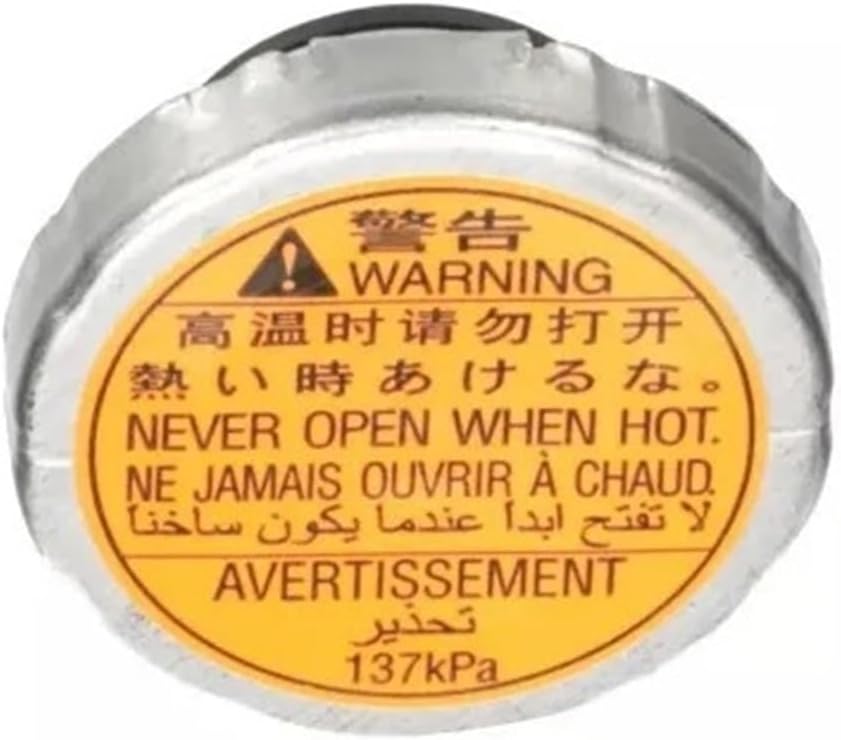 警告
WARNING
高温时请勿打开
熱い時あけるな。
NEVER OPEN WHEN HOT.
NE JAMAIS OUVRIR À CHAUD.
لا تفتح ابداً عندما يكون ساخناً
AVERTISSEMENT
تحذير
137kPa